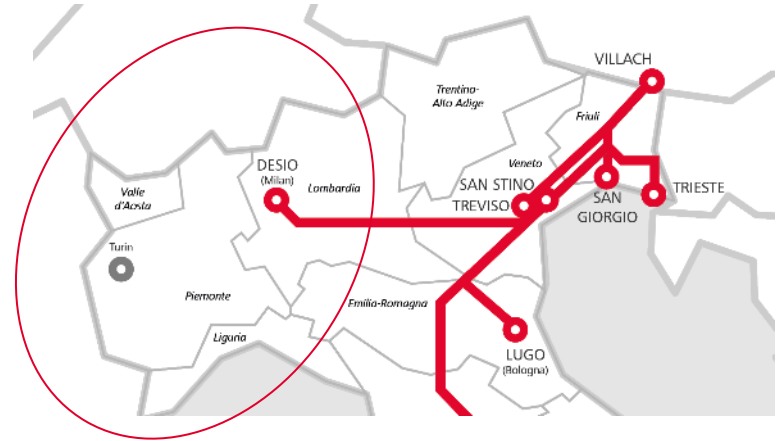 VILLACH
Trentino-
Alto Adige
Friuli
DESIO
(Milan)
Lombardia
Veneto
Valle
d'Aosta
SAN STINO
TREVISO
SAN
GIORGIO
TRIESTE
Turin
Piemonte
Emilia-Romagna
Liguria
LUGO
(Bologna)